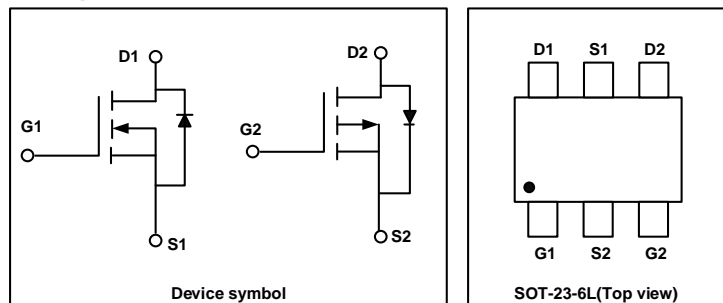 D1
D2
G1
G2
S1
S2
Device symbol
D1 S1 D2
G1 S2 G2
SOT-23-6L(Top view)